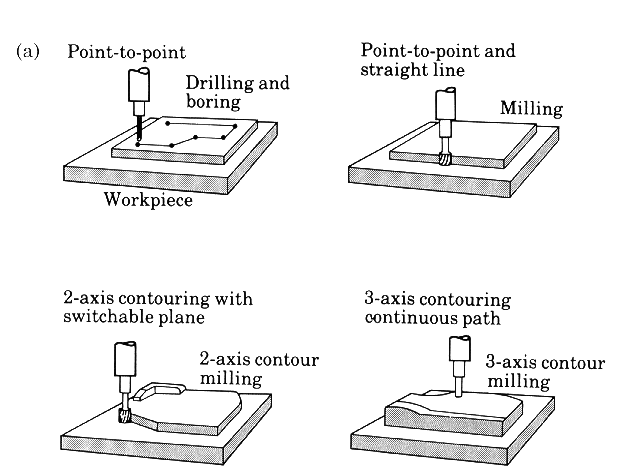 (a) Point-to-point
Drilling and
boring
Workpiece
Point-to-point and
straight line
Milling
2-axis contouring with
switchable plane
2-axis contour
milling
3-axis contouring
continuous path
3-axis contour
milling